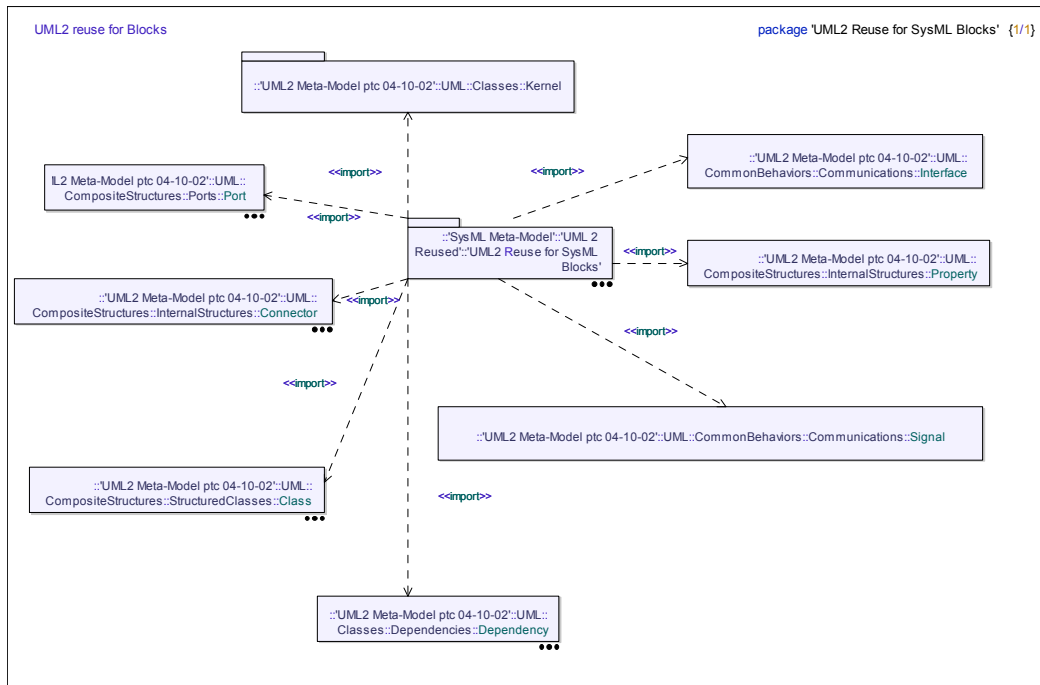 UML2 reuse for Blocks
package 'UML2 Reuse for SysML Blocks' {1/1}
::'UML2 Meta-Model ptc 04-10-02'::UML::Classes::Kernel
::'UML2 Meta-Model ptc 04-10-02'::UML::
CommonBehaviors::Communications::Interface
<<import>>
<<import>>
IL2 Meta-Model ptc 04-10-02'::UML::
CompositeStructures::Ports::Port
<<import>>
::'SysML Meta-Model'::'UML 2
Reused'::'UML2 Reuse for SysML
Blocks'
<<import>>
::'UML2 Meta-Model ptc 04-10-02'::UML::
CompositeStructures::InternalStructures::Property
::'UML2 Meta-Model ptc 04-10-02'::UML::
CompositeStructures::InternalStructures::Connector
<<import>>
<<import>>
<<import>>
::'UML2 Meta-Model ptc 04-10-02'::UML::CommonBehaviors::Communications::Signal
::'UML2 Meta-Model ptc 04-10-02'::UML::
CompositeStructures::StructuredClasses::Class
<<import>>
::'UML2 Meta-Model ptc 04-10-02'::UML::
Classes::Dependencies::Dependency